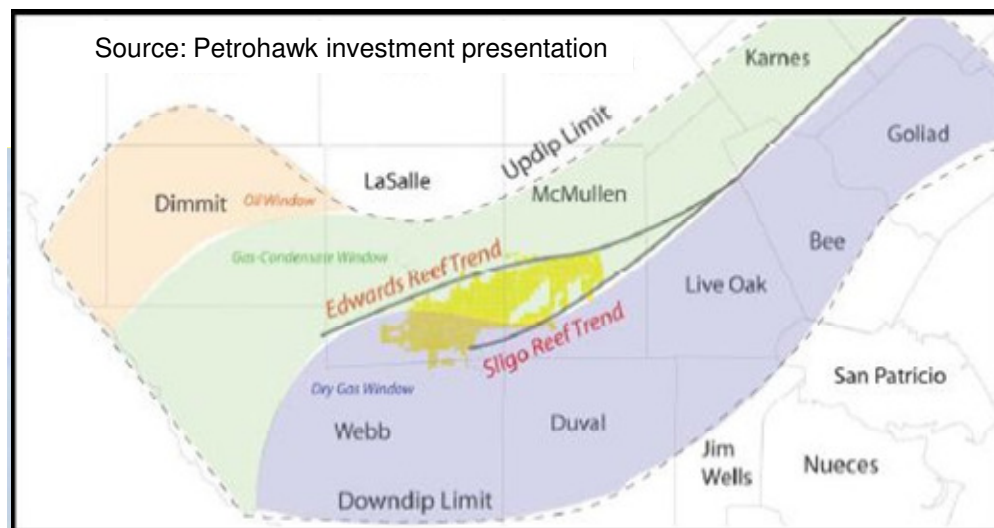 Source: Petrohawk investment presentation
Karnes
Goliad
Updip Limit
LaSalle
McMullen
Dimmit
Oil Window
Bee
Gas-Condensate Window
Edwards Reef Trend
Live Oak
Sligo Reef Trend
San Patricio
Dry Gas Window
Webb
Duval
Jim
Wells
Nueces
Downdip Limit